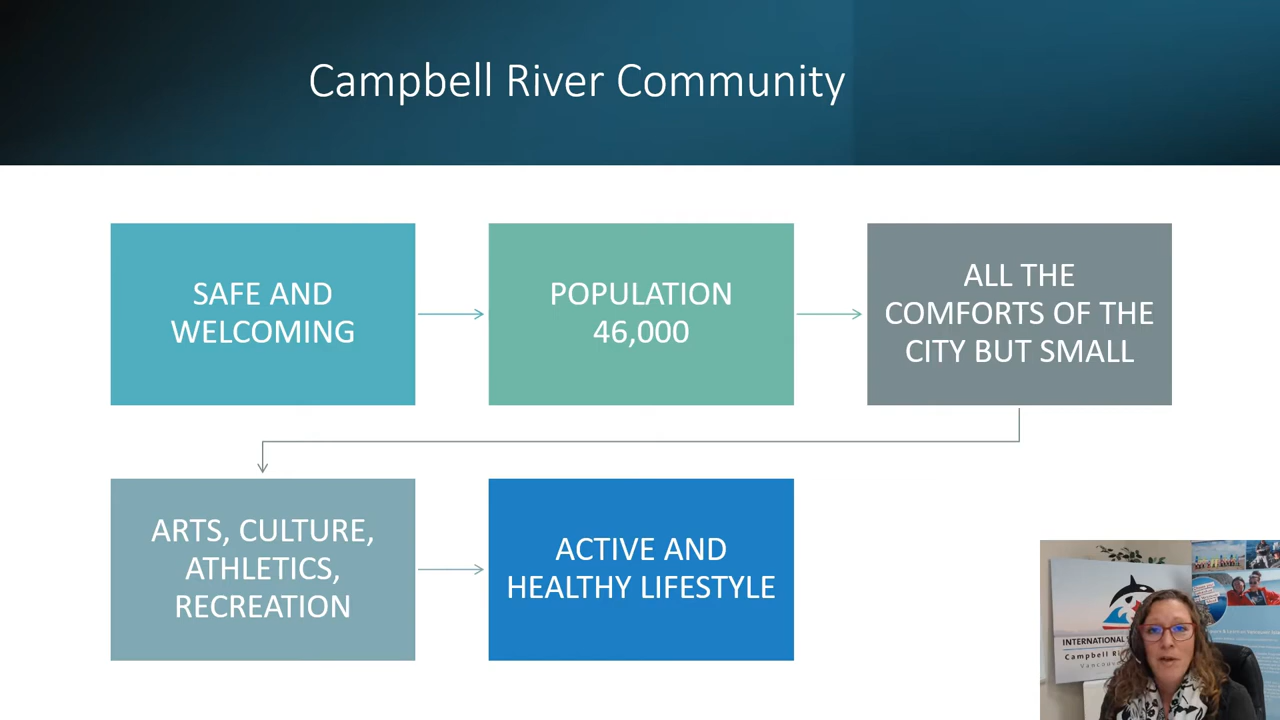 Campbell River Community
SAFE AND
WELCOMING
POPULATION
46,000
ALL THE
COMFORTS OF THE
CITY BUT SMALL
ARTS, CULTURE,
ATHLETICS,
RECREATION
ACTIVE AND
HEALTHY LIFESTYLE
INTERNATIONAL
Campbell